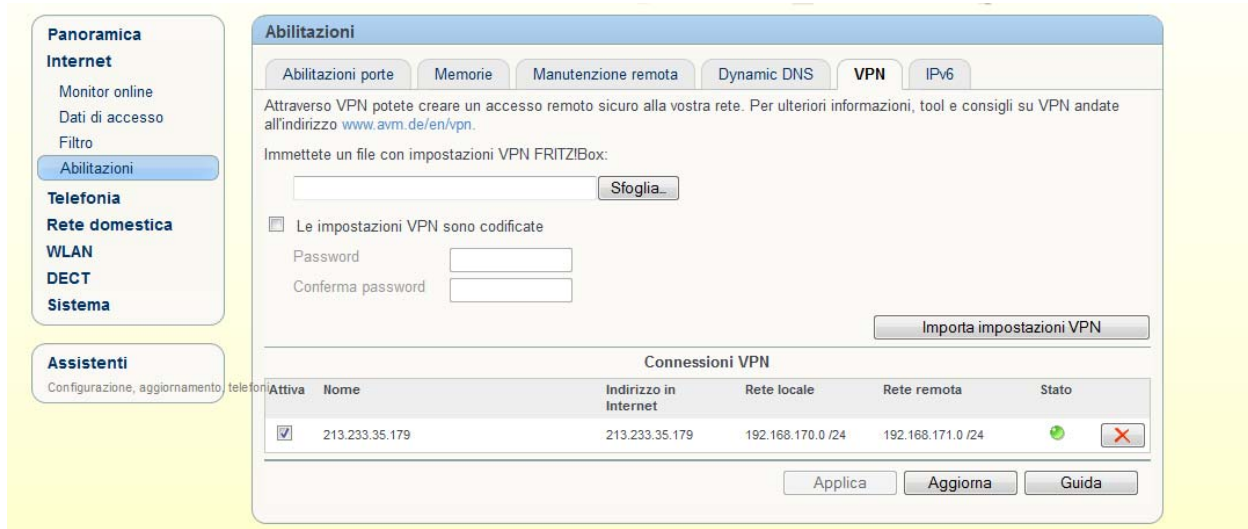 Panoramica
Internet
Monitor online
Dati di accesso
Filtro
Abilitazioni
Telefonia
Rete domestica
WLAN
DECT
Sistema
Assistenti
Configurazione, aggiornamento, telefoni
Abilitazioni
Abilitazioni porte Memorie Manutenzione remota Dynamic DNS VPN IPv6
Attraverso VPN potete creare un accesso remoto sicuro alla vostra rete. Per ulteriori informazioni, tool e consigli su VPN andate
all'indirizzo www.avm.de/en/vpn.
Immettete un file con impostazioni VPN FRITZ!Box:
Sfoglia_
Le impostazioni VPN sono codificate
Password
Conferma password
Importa impostazioni VPN
Connessioni VPN
Attiva Nome Indirizzo in Internet Rete locale Rete remota Stato
213.233.35.179 213.233.35.179 192.168.170.0 /24 192.168.171.0 /24
Applica Aggiorna Guida